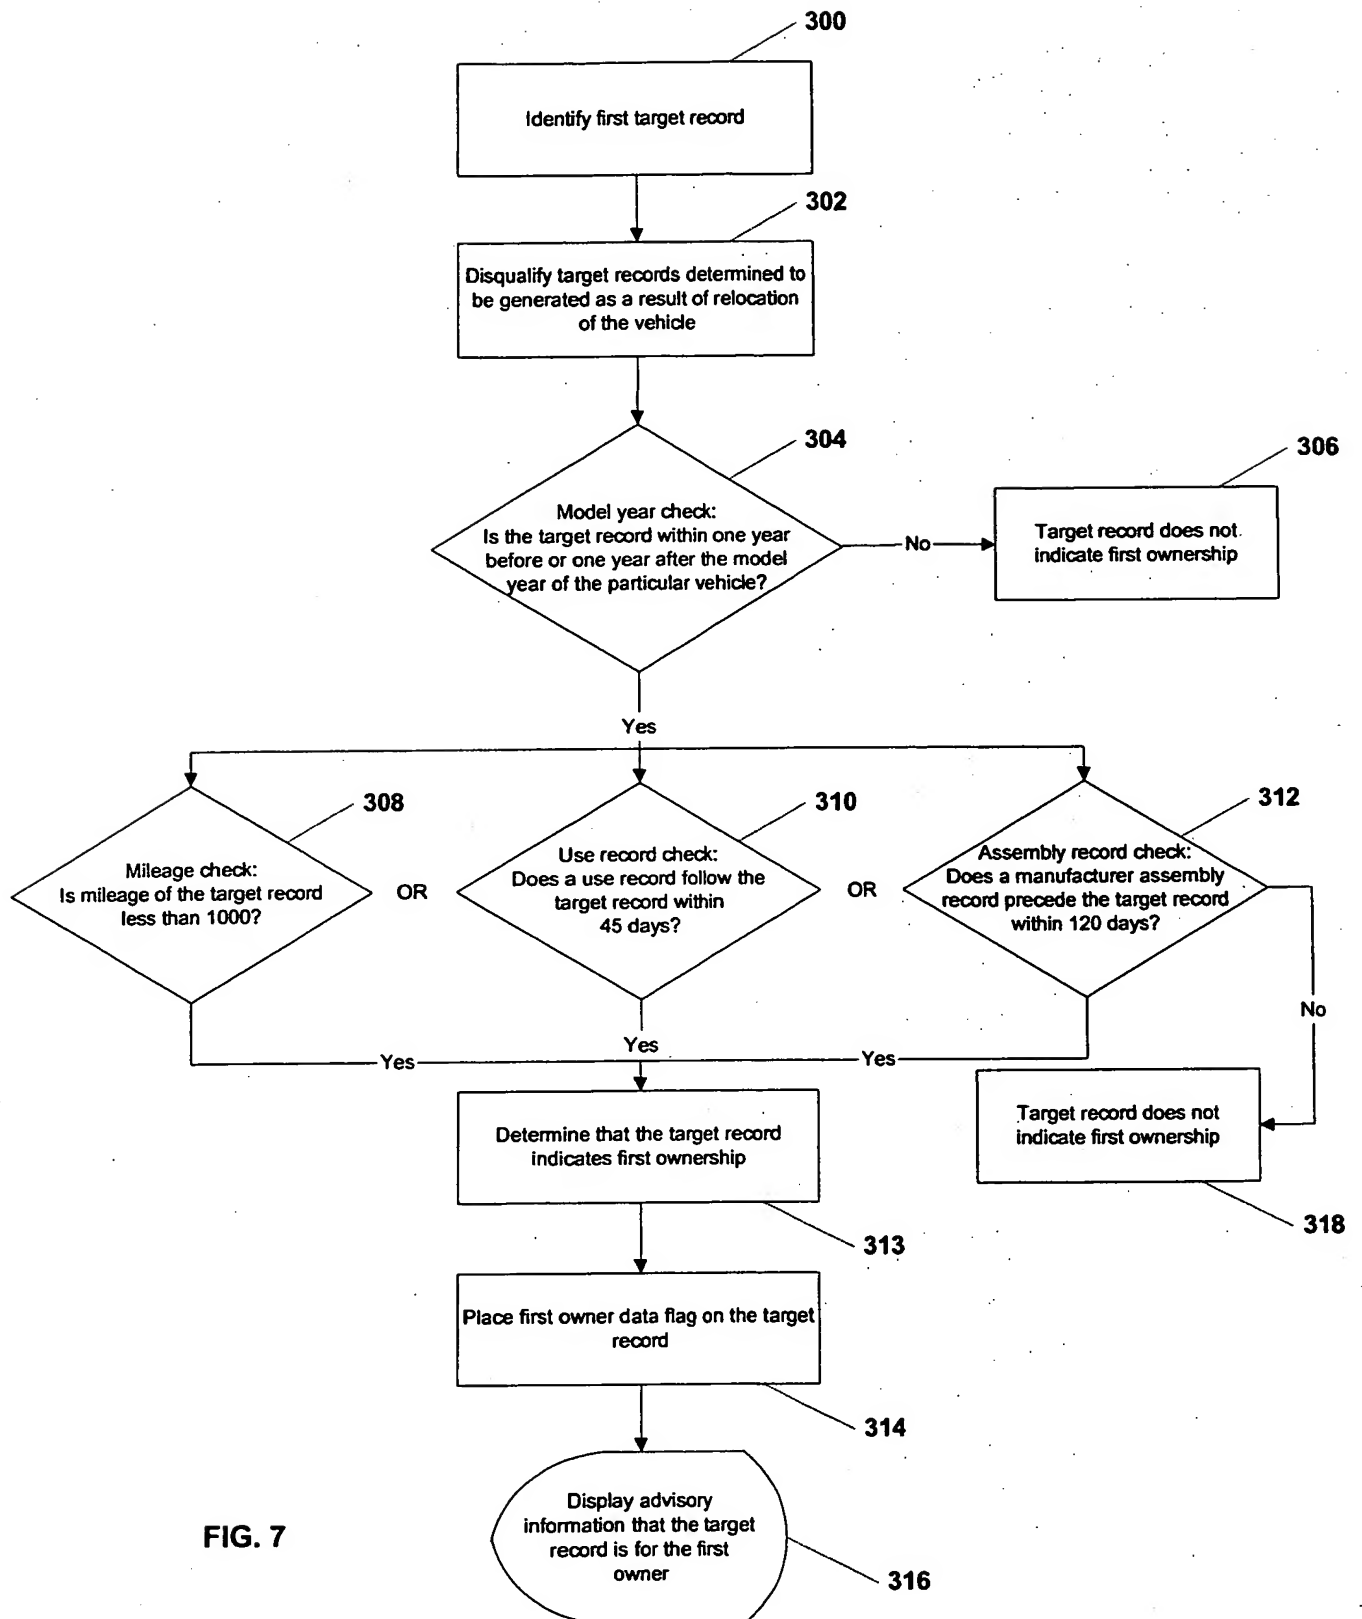 300
Identify first target record
302
Disqualify target records determined to
be generated as a result of relocation
of the vehicle
304
Model year check:
Is the target record within one year
before or one year after the model
year of the particular vehicle?
No
306
Target record does not
indicate first ownership
Yes
308
Mileage check:
Is mileage of the target record
less than 1000?
OR
310
Use record check:
Does a use record follow the
target record within
45 days?
OR
312
Assembly record check:
Does a manufacturer assembly
record precede the target record
within 120 days?
No
Yes
Yes
Yes
Determine that the target record
indicates first ownership
313
Target record does not
indicate first ownership
318
Place first owner data flag on the target
record
314
Display advisory
information that the target
record is for the first
owner
316
FIG. 7